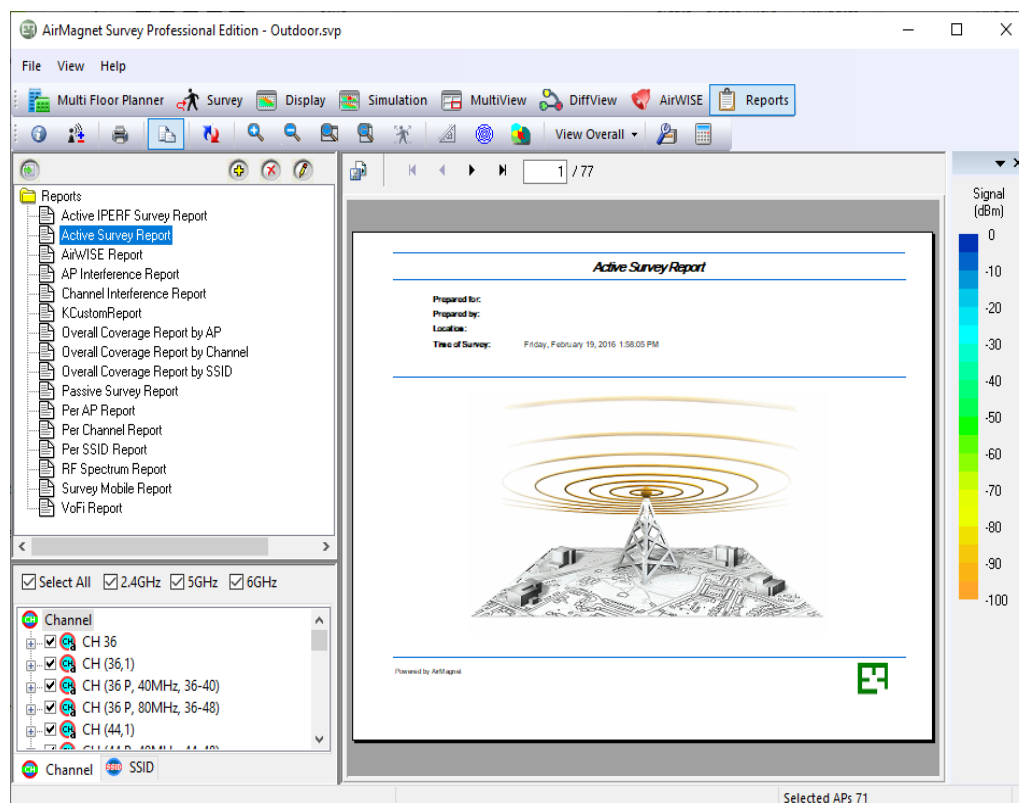 AirMagnet Survey Professional Edition - Outdoor.svp
File View Help
Multi Floor Planner Survey Display Simulation MultiView DiffView AirWISE Reports
View Overall
1 / 77
Reports
Active IPERF Survey Report
Active Survey Report
AirWISE Report
AP Interference Report
Channel Interference Report
KCustomReport
Overall Coverage Report by AP
Overall Coverage Report by Channel
Overall Coverage Report by SSID
Passive Survey Report
Per AP Report
Per Channel Report
Per SSID Report
RF Spectrum Report
Survey Mobile Report
VoFi Report
Select All 2.4GHz 5GHz 6GHz
Channel
CH 36
CH (36,1)
CH (36 P, 40MHz, 36-40)
CH (36 P, 80MHz, 36-48)
CH (44,1)
CH (44 P, 40MHz, 44-48)
Channel SSID
Active Survey Report
Prepared for:
Prepared by:
Location:
Time of Survey: Friday, February 19, 2016 1:58:05 PM
Powered by AirMagnet
Signal
(dBm)
0
-10
-20
-30
-40
-50
-60
-70
-80
-90
-100
Selected APs 71